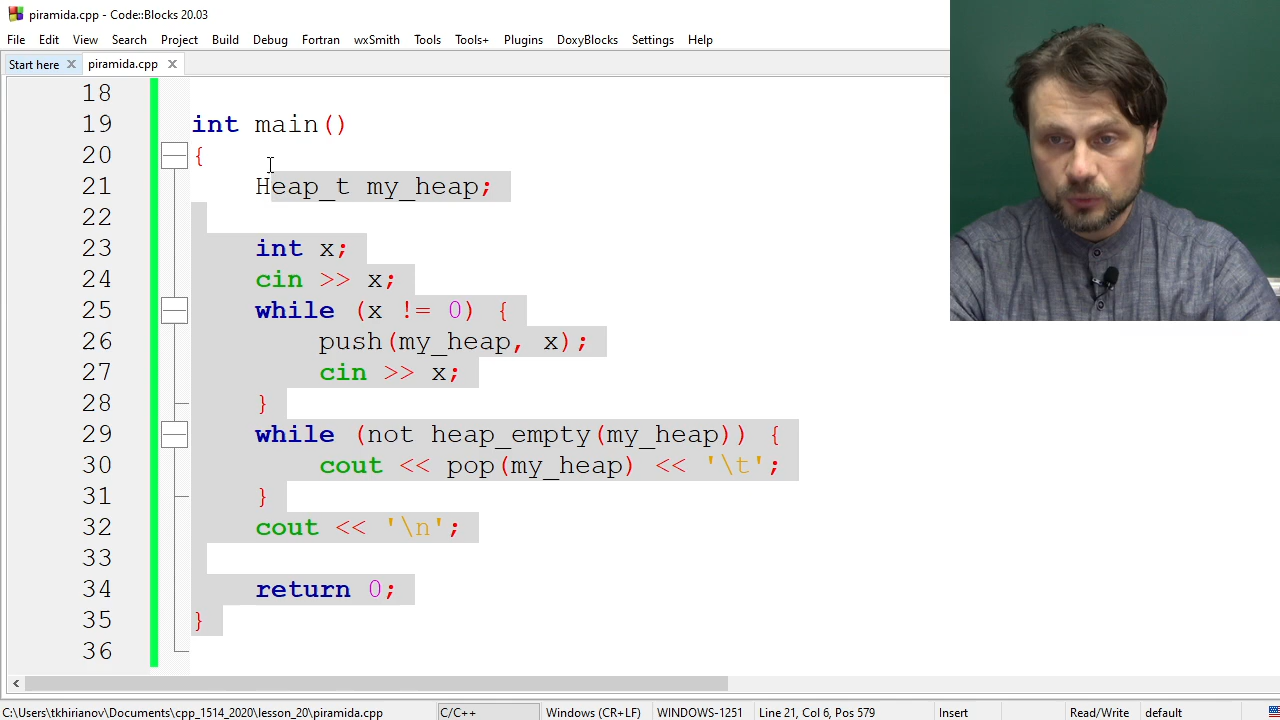 piramida.cpp - Code::Blocks 20.03
File Edit View Search Project Build Debug Fortran wxSmith Tools Tools+ Plugins DoxyBlocks Settings Help
Start here piramida.cpp
18
19 int main()
20 {
21 Heap_t my_heap;
22
23 int x;
24 cin >> x;
25 while (x != 0) {
26 push(my_heap, x);
27 cin >> x;
28 }
29 while (not heap_empty(my_heap)) {
30 cout << pop(my_heap) << '\t';
31 }
32 cout << '\n';
33
34 return 0;
35 }
36
C:\Users\tkhirianov\Documents\cpp_1514_2020\lesson_20\piramida.cpp C/C++ Windows (CR+LF) WINDOWS-1251 Line 21, Col 6, Pos 579 Insert Read/Write default